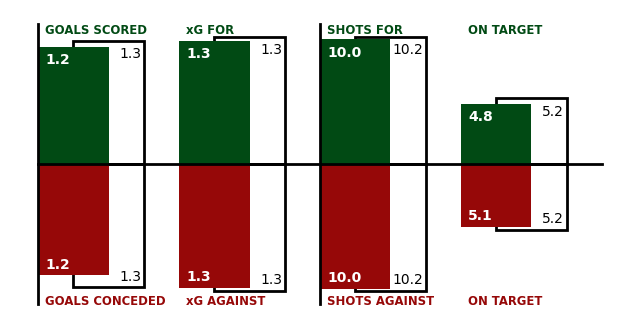 GOALS SCORED xG FOR SHOTS FOR ON TARGET
1.2 1.3 1.3 1.3 10.0 10.2 4.8 5.2
1.2 1.3 1.3 1.3 10.0 10.2 5.1 5.2
GOALS CONCEDED xG AGAINST SHOTS AGAINST ON TARGET